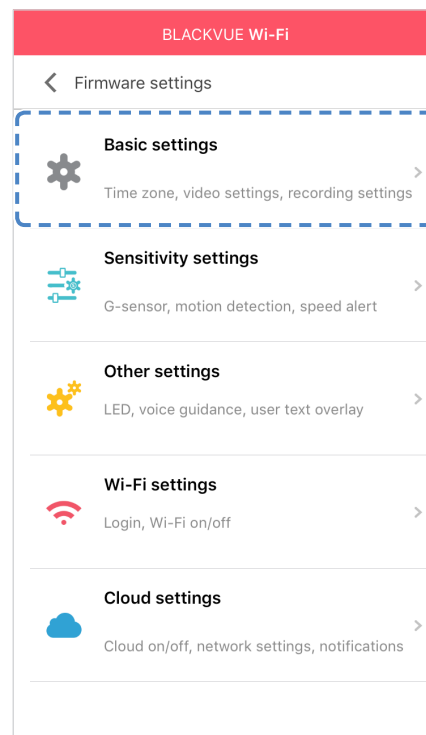 BLACKVUE Wi-Fi
Firmware settings
Basic settings
Time zone, video settings, recording settings
Sensitivity settings
G-sensor, motion detection, speed alert
Other settings
LED, voice guidance, user text overlay
Wi-Fi settings
Login, Wi-Fi on/off
Cloud settings
Cloud on/off, network settings, notifications